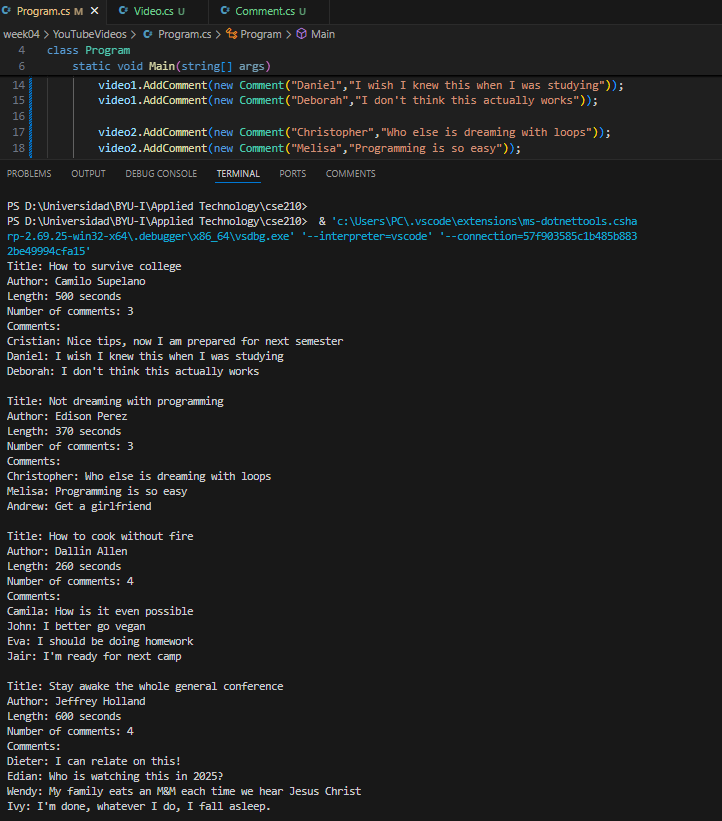 Program.cs M
Video.cs U
Comment.cs U
week04 > YouTubeVideos > Program.cs > Program > Main
4 class Program
6 static void Main(string[] args)
14 video1.AddComment(new Comment("Daniel","I wish I knew this when I was studying"));
15 video1.AddComment(new Comment("Deborah","I don't think this actually works"));
16
17 video2.AddComment(new Comment("Christopher","Who else is dreaming with loops"));
18 video2.AddComment(new Comment("Melisa","Programming is so easy"));
PROBLEMS OUTPUT DEBUG CONSOLE TERMINAL PORTS COMMENTS
PS D:\Universidad\BYU-I\Applied Technology\cse210>
PS D:\Universidad\BYU-I\Applied Technology\cse210> & 'c:\Users\PC\.vscode\extensions\ms-dotnettools.csha
rp-2.69.25-win32-x64\.debugger\x86_64\vsdbg.exe' '--interpreter=vscode' '--connection=57f903585c1b485b883
2be49994cfa15'
Title: How to survive college
Author: Camilo Supelano
Length: 500 seconds
Number of comments: 3
Comments:
Cristian: Nice tips, now I am prepared for next semester
Daniel: I wish I knew this when I was studying
Deborah: I don't think this actually works
Title: Not dreaming with programming
Author: Edison Perez
Length: 370 seconds
Number of comments: 3
Comments:
Christopher: Who else is dreaming with loops
Melisa: Programming is so easy
Andrew: Get a girlfriend
Title: How to cook without fire
Author: Dallin Allen
Length: 260 seconds
Number of comments: 4
Comments:
Camila: How is it even possible
John: I better go vegan
Eva: I should be doing homework
Jair: I'm ready for next camp
Title: Stay awake the whole general conference
Author: Jeffrey Holland
Length: 600 seconds
Number of comments: 4
Comments:
Dieter: I can relate on this!
Edian: Who is watching this in 2025?
Wendy: My family eats an M&M each time we hear Jesus Christ
Ivy: I'm done, whatever I do, I fall asleep.